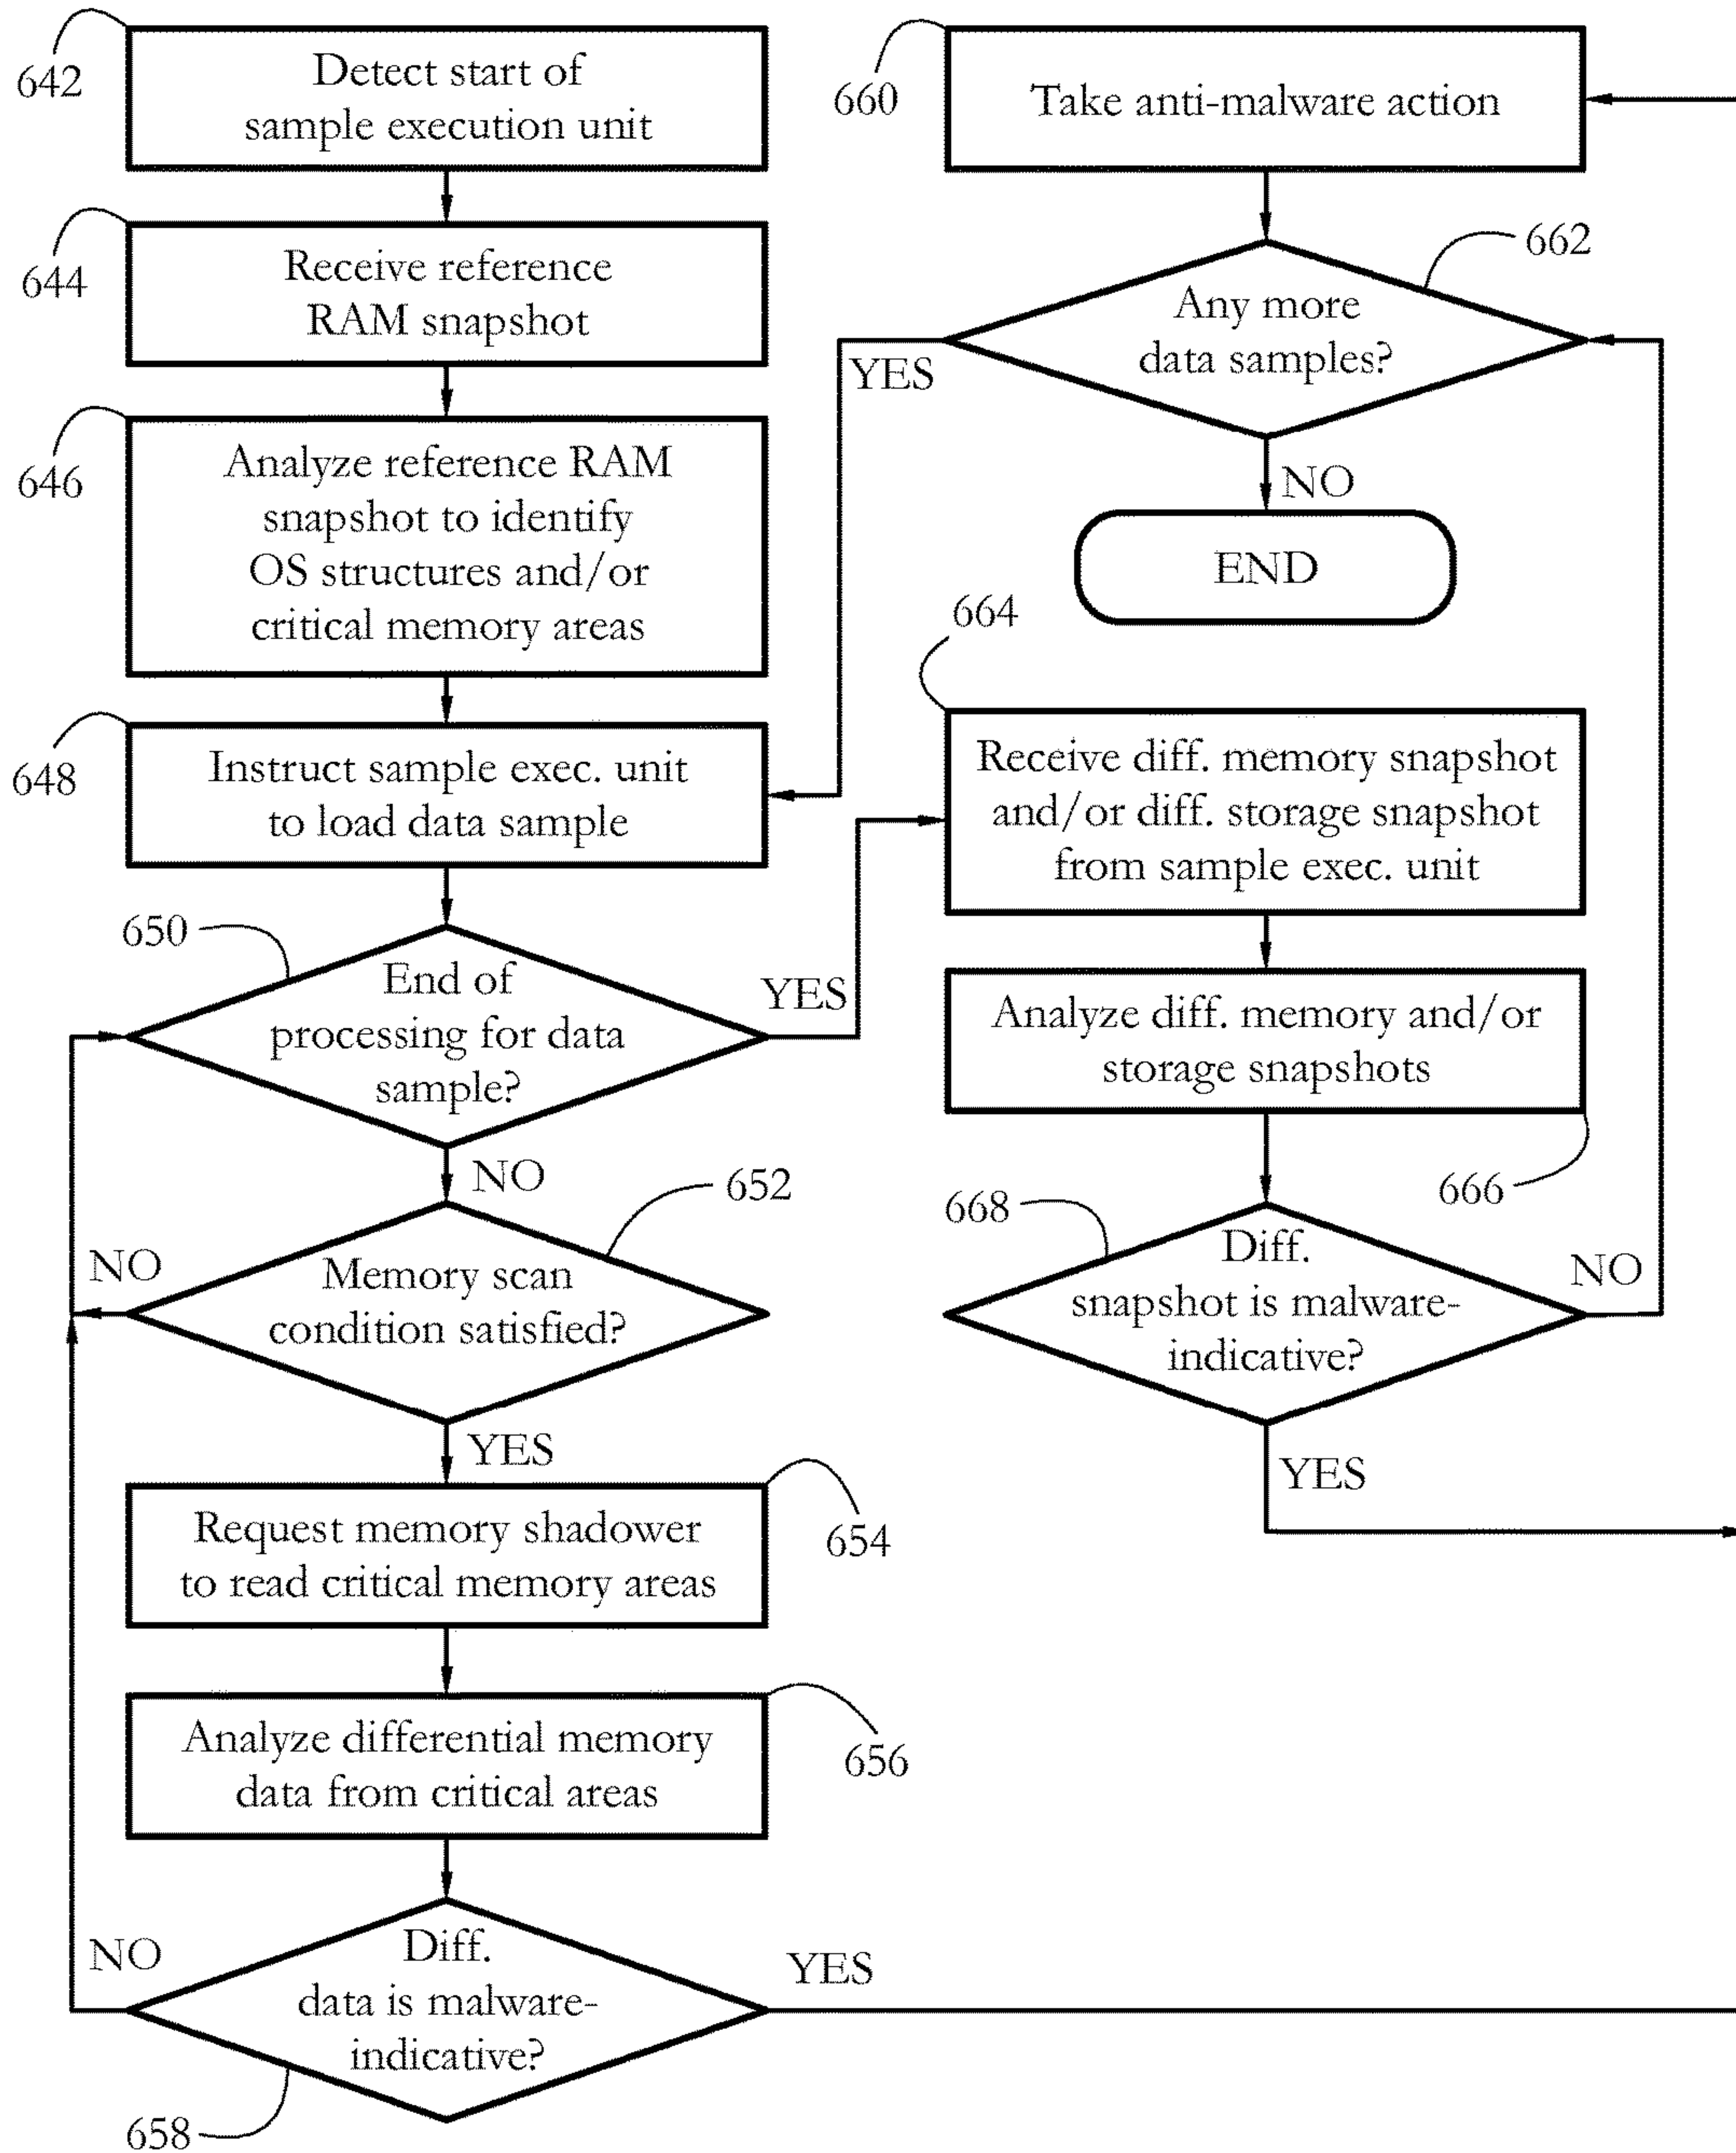 642
Detect start of
sample execution unit
644
Receive reference
RAM snapshot
646
Analyze reference RAM
snapshot to identify
OS structures and/or
critical memory areas
648
Instruct sample exec. unit
to load data sample
650
End of
processing for data
sample?
YES
NO
652
Memory scan
condition satisfied?
NO
YES
654
Request memory shadower
to read critical memory areas
656
Analyze differential memory
data from critical areas
658
Diff.
data is malware-
indicative?
NO
YES
660
Take anti-malware action
662
Any more
data samples?
YES
NO
END
664
Receive diff. memory snapshot
and/or diff. storage snapshot
from sample exec. unit
Analyze diff. memory and/or
storage snapshots
666
668
Diff.
snapshot is malware-
indicative?
NO
YES